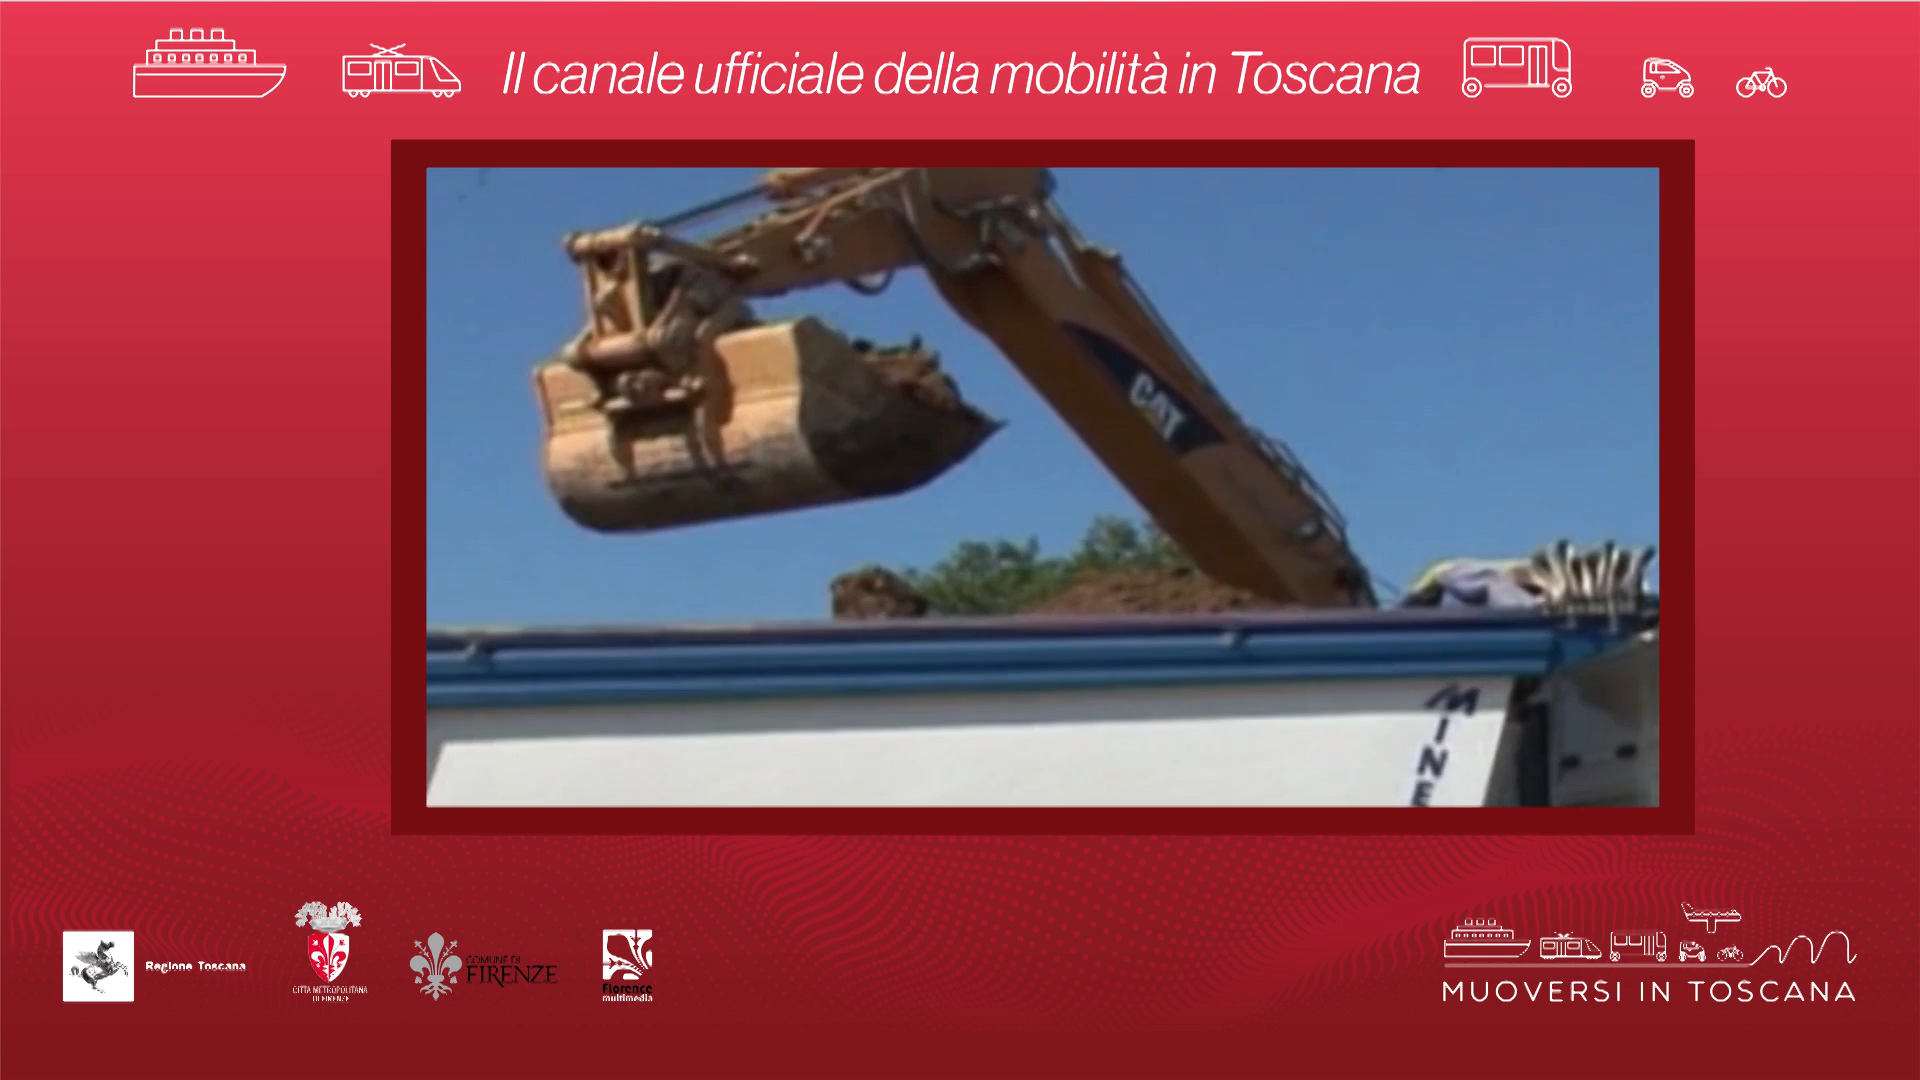 Il canale ufficiale della mobilità in Toscana
CAT
MINE
Regione Toscana
CITTÀ METROPOLITANA
DI FIRENZE
COMUNE DI
FIRENZE
Florence
multimedia
MUOVERSI IN TOSCANA